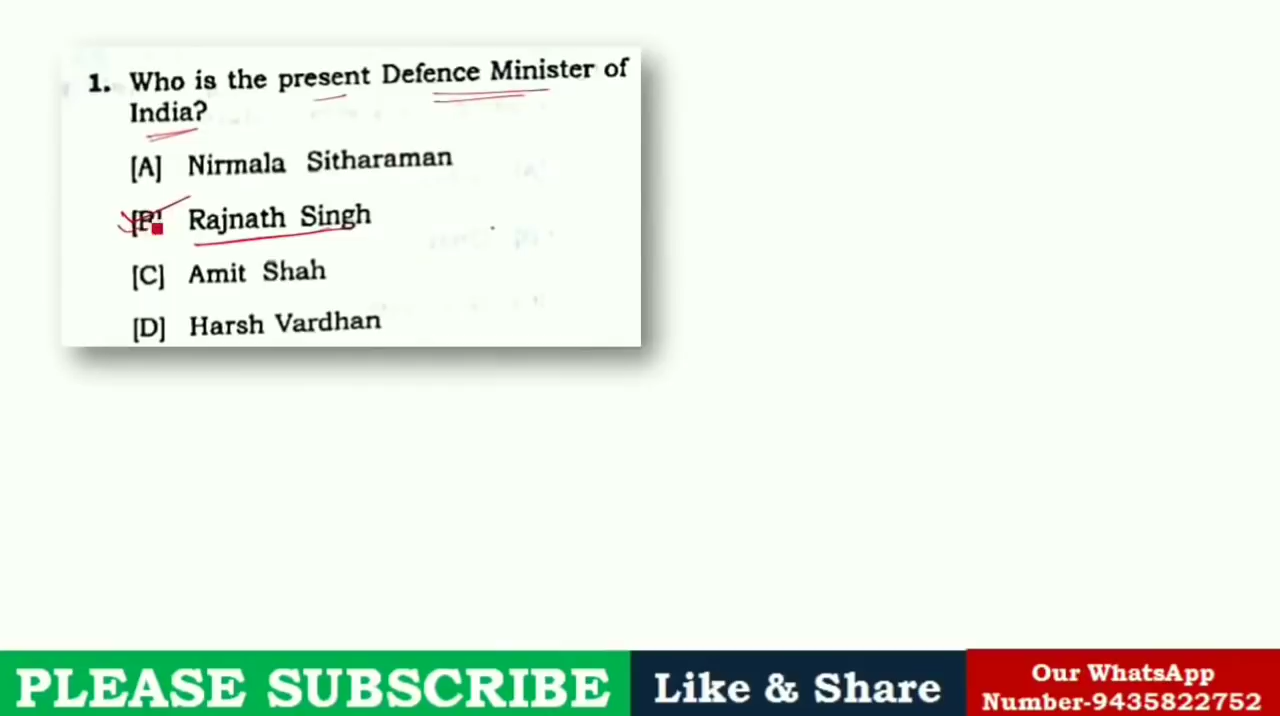 1. Who is the present Defence Minister of
India?
[A] Nirmala Sitharaman
Rajnath Singh
[C] Amit Shah
[D] Harsh Vardhan
PLEASE SUBSCRIBE
Like & Share
Our WhatsApp
Number-9435822752